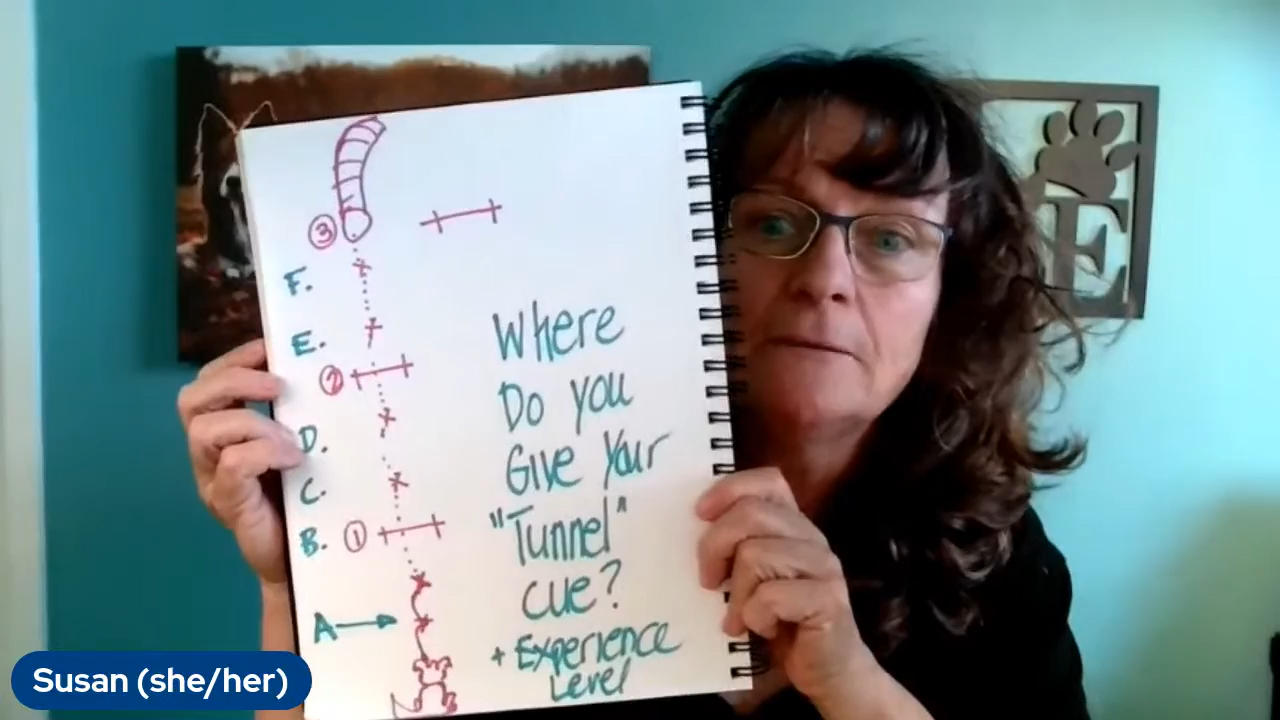 3
F.
E.
2
D.
C.
B. 1
A
Where
Do you
Give Your
"Tunnel"
cue?
+ Experience
Level
E
Susan (she/her)